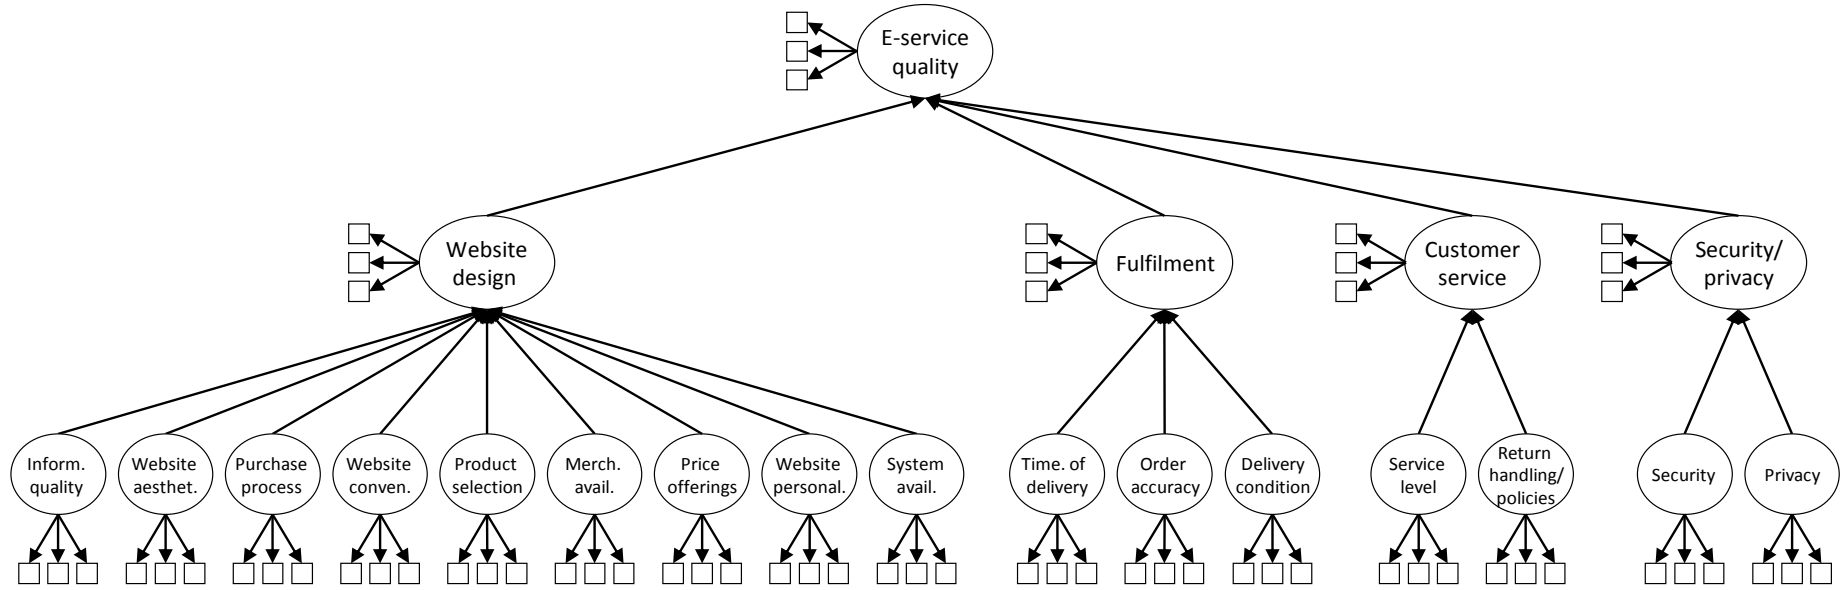 E-service
quality
Website
design
Fulfilment
Customer
service
Security/
privacy
Inform.
quality
Website
aesthet.
Purchase
process
Website
conven.
Product
selection
Merch.
avail.
Price
offerings
Website
personal.
System
avail.
Time. of
delivery
Order
accuracy
Delivery
condition
Service
level
Return
handling/
policies
Security
Privacy